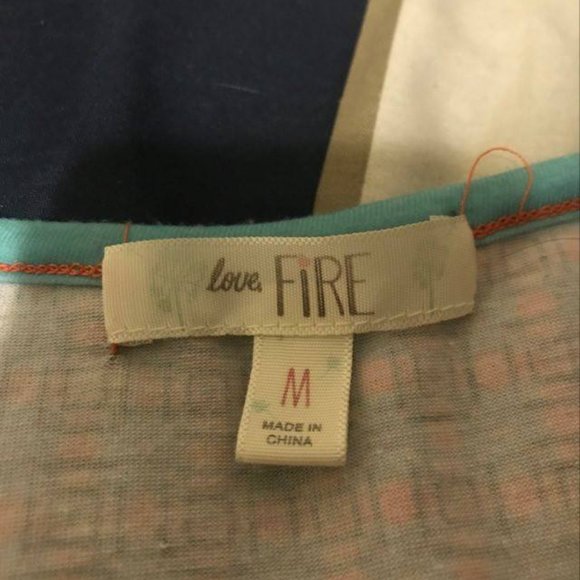 love, FiRE
M
MADE IN
CHINA